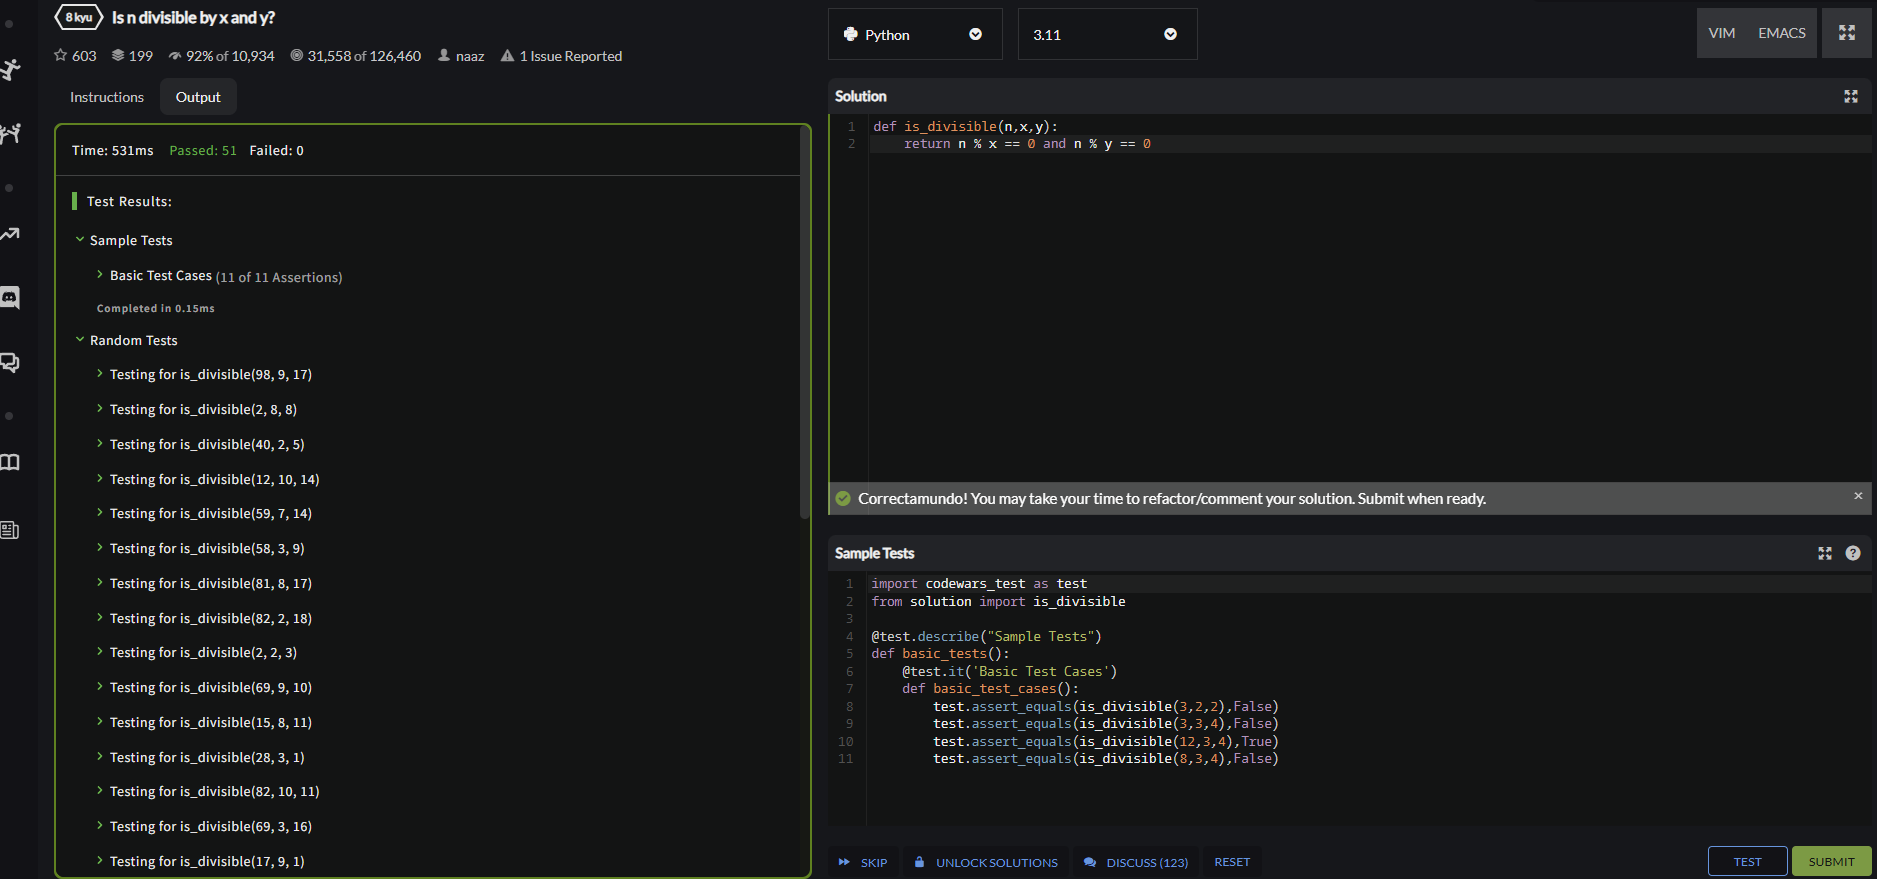 8 kyu Is n divisible by x and y?
603 199 92% of 10,934 31,558 of 126,460 naaz 1 Issue Reported
Instructions Output
Time: 531ms Passed: 51 Failed: 0
Test Results:
Sample Tests
Basic Test Cases (11 of 11 Assertions)
Completed in 0.15ms
Random Tests
Testing for is_divisible(98, 9, 17)
Testing for is_divisible(2, 8, 8)
Testing for is_divisible(40, 2, 5)
Testing for is_divisible(12, 10, 14)
Testing for is_divisible(59, 7, 14)
Testing for is_divisible(58, 3, 9)
Testing for is_divisible(81, 8, 17)
Testing for is_divisible(82, 2, 18)
Testing for is_divisible(2, 2, 3)
Testing for is_divisible(69, 9, 10)
Testing for is_divisible(15, 8, 11)
Testing for is_divisible(28, 3, 1)
Testing for is_divisible(82, 10, 11)
Testing for is_divisible(69, 3, 16)
Testing for is_divisible(17, 9, 1)
Python 3.11 VIM EMACS
Solution
1 def is_divisible(n,x,y):
2 return n % x == 0 and n % y == 0
Correctamundo! You may take your time to refactor/comment your solution. Submit when ready. ×
Sample Tests ?
1 import codewars_test as test
2 from solution import is_divisible
3
4 @test.describe("Sample Tests")
5 def basic_tests():
6 @test.it('Basic Test Cases')
7 def basic_test_cases():
8 test.assert_equals(is_divisible(3,2,2),False)
9 test.assert_equals(is_divisible(3,3,4),False)
10 test.assert_equals(is_divisible(12,3,4),True)
11 test.assert_equals(is_divisible(8,3,4),False)
SKIP UNLOCK SOLUTIONS DISCUSS (123) RESET TEST SUBMIT